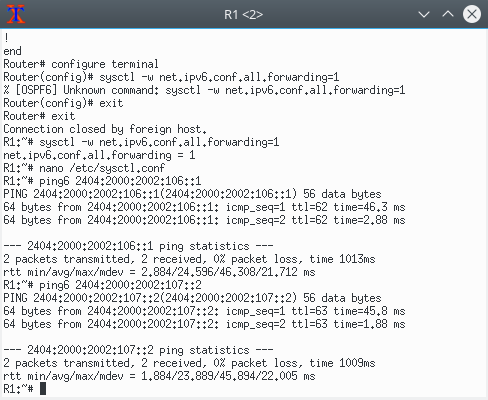 R1 <2>
!
end
Router# configure terminal
Router(config)# sysctl -w net.ipv6.conf.all.forwarding=1
% [OSPF6] Unknown command: sysctl -w net.ipv6.conf.all.forwarding=1
Router(config)# exit
Router# exit
Connection closed by foreign host.
R1:~# sysctl -w net.ipv6.conf.all.forwarding=1
net.ipv6.conf.all.forwarding = 1
R1:~# nano /etc/sysctl.conf
R1:~# ping6 2404:2000:2002:106::1
PING 2404:2000:2002:106::1(2404:2000:2002:106::1) 56 data bytes
64 bytes from 2404:2000:2002:106::1: icmp_seq=1 ttl=62 time=46.3 ms
64 bytes from 2404:2000:2002:106::1: icmp_seq=2 ttl=62 time=2.88 ms

--- 2404:2000:2002:106::1 ping statistics ---
2 packets transmitted, 2 received, 0% packet loss, time 1013ms
rtt min/avg/max/mdev = 2.884/24.596/46.308/21.712 ms
R1:~# ping6 2404:2000:2002:107::2
PING 2404:2000:2002:107::2(2404:2000:2002:107::2) 56 data bytes
64 bytes from 2404:2000:2002:107::2: icmp_seq=1 ttl=63 time=45.8 ms
64 bytes from 2404:2000:2002:107::2: icmp_seq=2 ttl=63 time=1.88 ms

--- 2404:2000:2002:107::2 ping statistics ---
2 packets transmitted, 2 received, 0% packet loss, time 1009ms
rtt min/avg/max/mdev = 1.884/23.889/45.894/22.005 ms
R1:~#